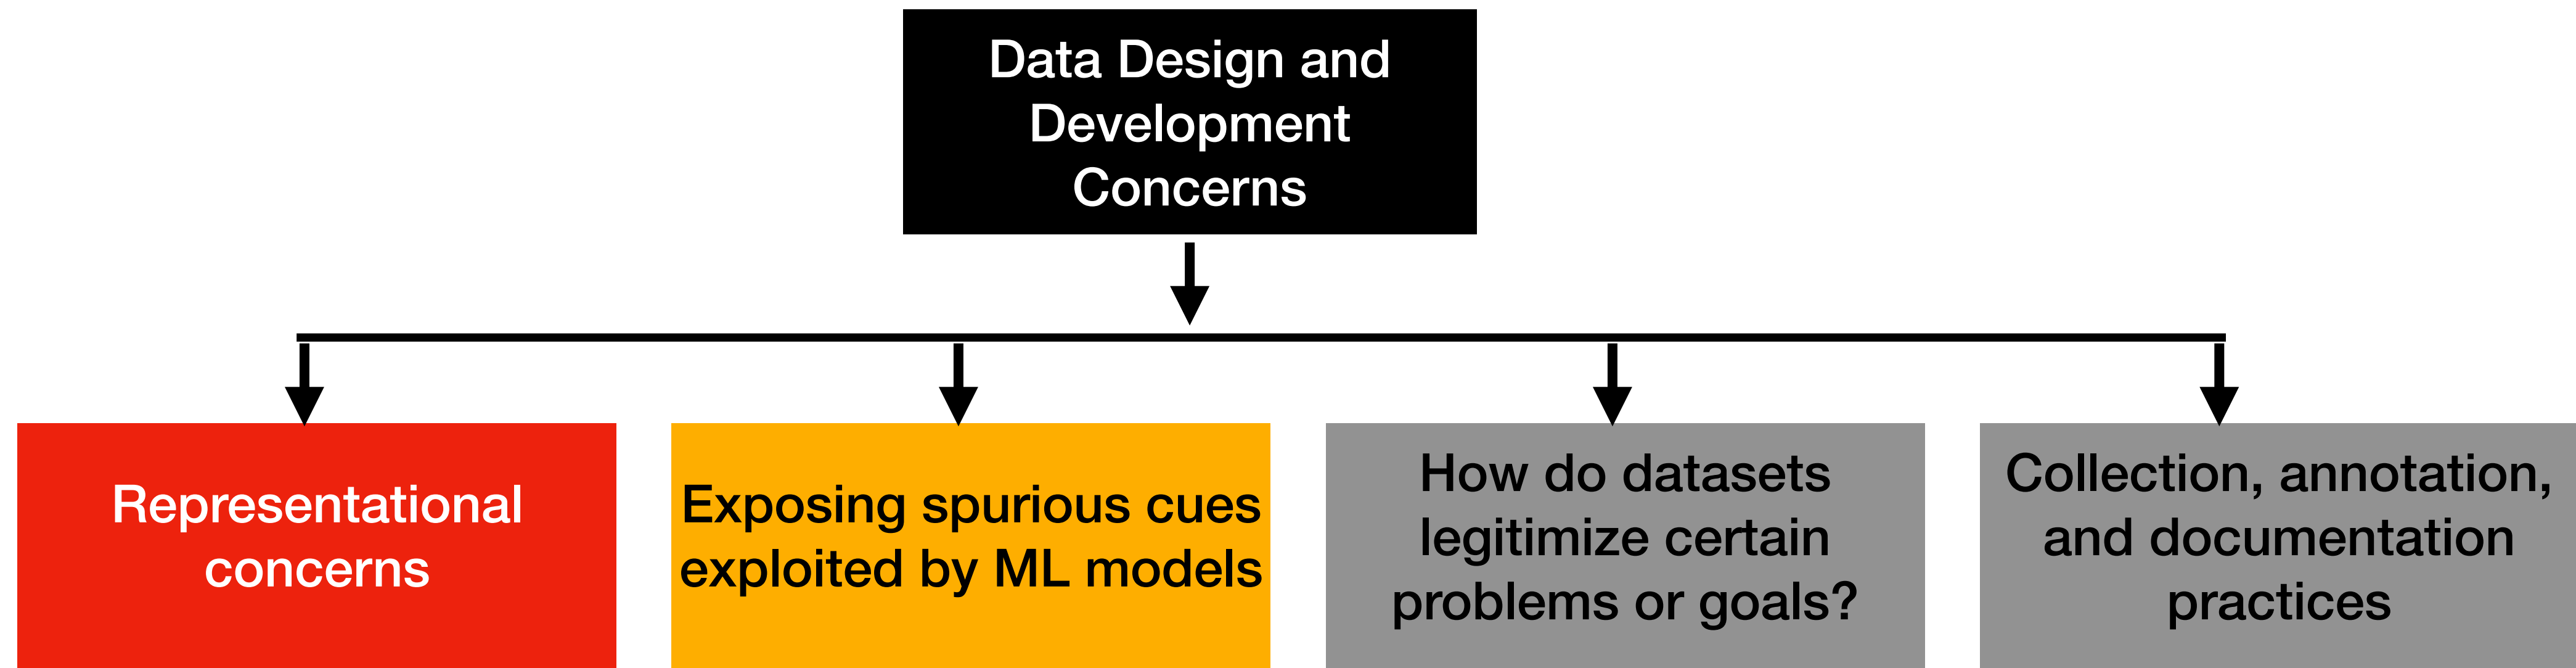 Data Design and
Development
Concerns
Representational
concerns
Exposing spurious cues
exploited by ML models
How do datasets
legitimize certain
problems or goals?
Collection, annotation,
and documentation
practices